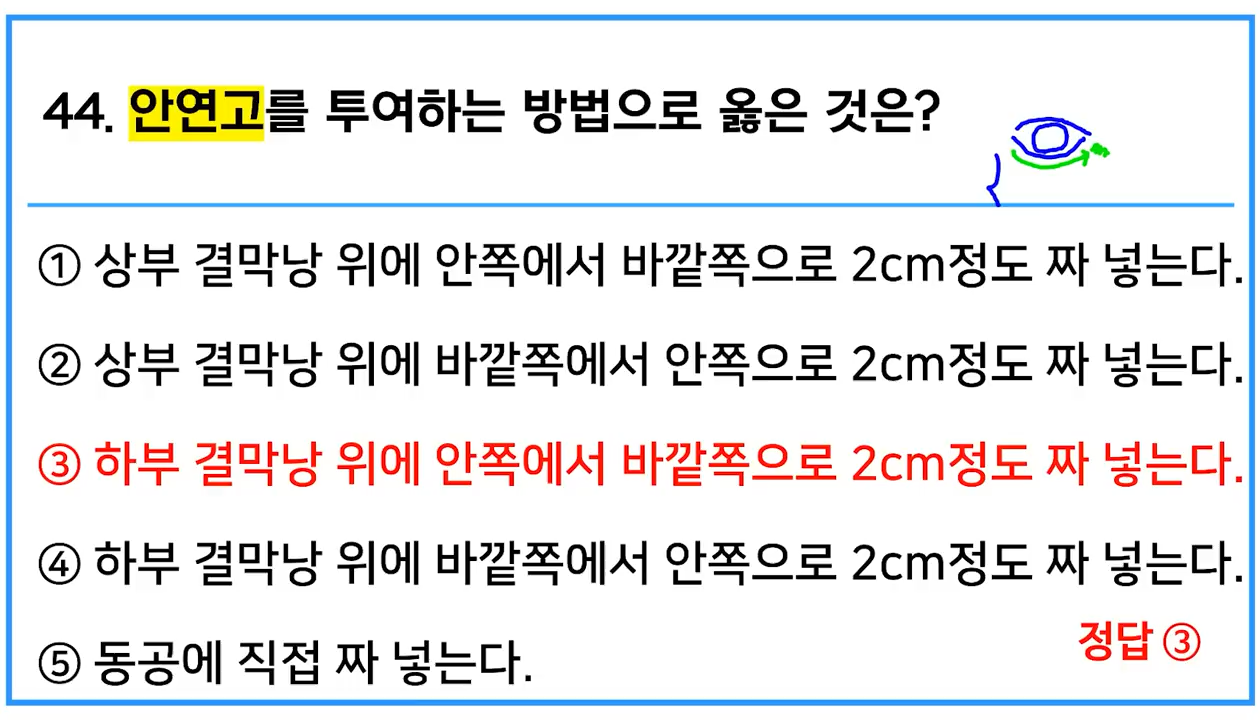 44. 안연고를 투여하는 방법으로 옳은 것은?
① 상부 결막낭 위에 안쪽에서 바깥쪽으로 2cm정도 짜 넣는다.
② 상부 결막낭 위에 바깥쪽에서 안쪽으로 2cm정도 짜 넣는다.
③ 하부 결막낭 위에 안쪽에서 바깥쪽으로 2cm정도 짜 넣는다.
④ 하부 결막낭 위에 바깥쪽에서 안쪽으로 2cm정도 짜 넣는다.
⑤ 동공에 직접 짜 넣는다.
정답 ③